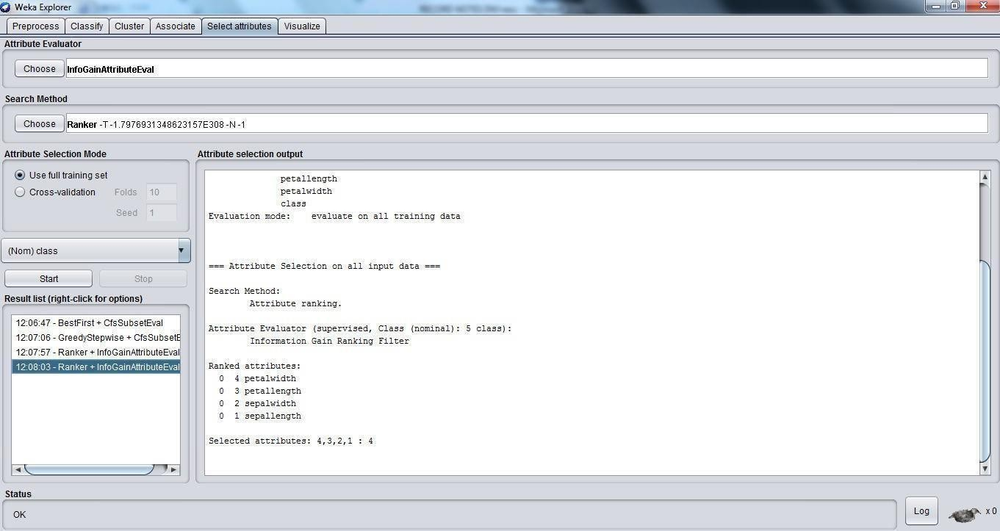 Weka Explorer
Preprocess Classify Cluster Associate Select attributes Visualize
Attribute Evaluator
Choose InfoGainAttributeEval
Search Method
Choose Ranker -T -1.7976931348623157E308 -N -1
Attribute Selection Mode
Use full training set
Cross-validation Folds 10
Seed 1
(Nom) class
Start Stop
Result list (right-click for options)
12:06:47 - BestFirst + CfsSubsetEval
12:07:06 - GreedyStepwise + CfsSubsetE
12:07:57 - Ranker + InfoGainAttributeEval
12:08:03 - Ranker + InfoGainAttributeEval
Attribute selection output
petallength
petalwidth
class
Evaluation mode: evaluate on all training data
=== Attribute Selection on all input data ===
Search Method:
Attribute ranking.
Attribute Evaluator (supervised, Class (nominal): 5 class):
Information Gain Ranking Filter
Ranked attributes:
0 4 petalwidth
0 3 petallength
0 2 sepalwidth
0 1 sepallength
Selected attributes: 4,3,2,1 : 4
Status
OK
Log x 0